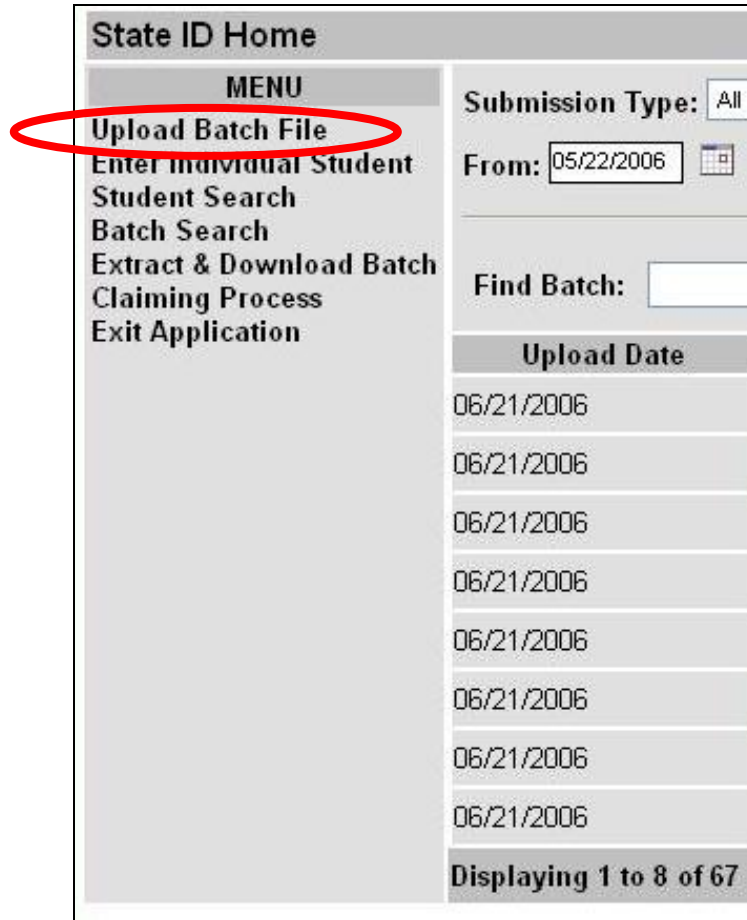 State ID Home
MENU
Upload Batch File
Enter Individual Student
Student Search
Batch Search
Extract & Download Batch
Claiming Process
Exit Application
Submission Type: All
From: 05/22/2006
Find Batch:
Upload Date
06/21/2006
06/21/2006
06/21/2006
06/21/2006
06/21/2006
06/21/2006
06/21/2006
06/21/2006
Displaying 1 to 8 of 67